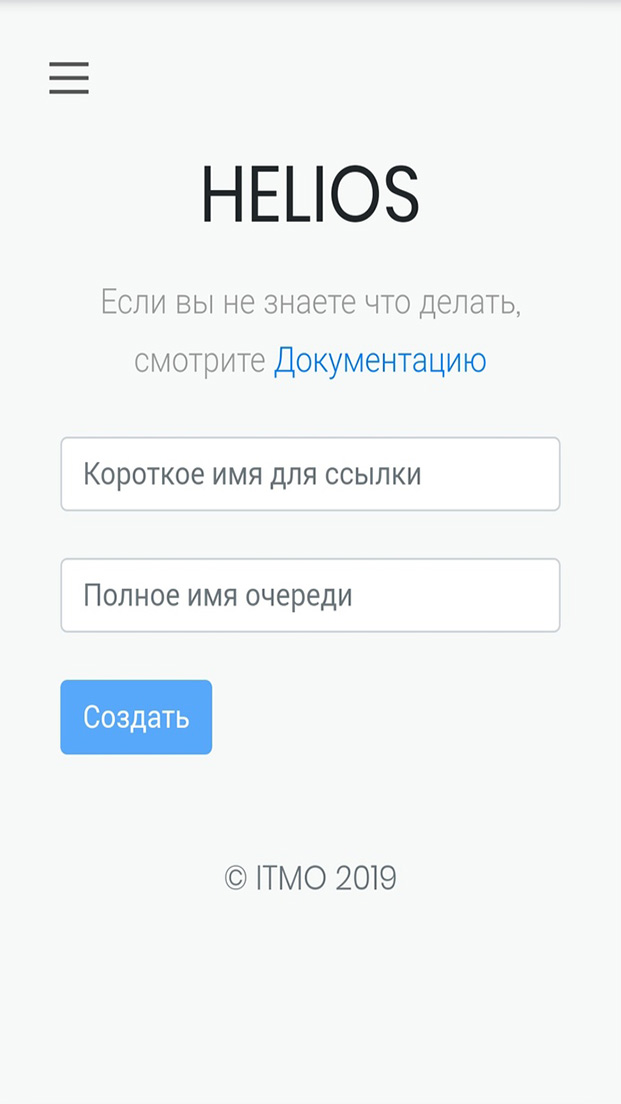 HELIOS
Если вы не знаете что делать,
смотрите Документацию
Короткое имя для ссылки
Полное имя очереди
Создать
© ITMO 2019